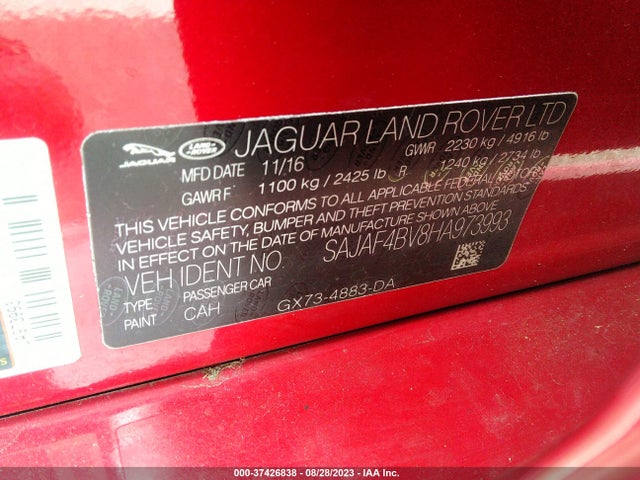 JAGUAR LAND-ROVER JAGUAR LAND ROVER LTD
MFD DATE 11/16 GWR 2230 kg / 4916 lb
GAWR F 1100 kg / 2425 lb R 1240 kg / 2734 lb
THIS VEHICLE CONFORMS TO ALL APPLICABLE FEDERAL MOTOR
VEHICLE SAFETY, BUMPER AND THEFT PREVENTION STANDARDS
IN EFFECT ON THE DATE OF MANUFACTURE SHOWN ABOVE
VEH IDENT NO. SAJAF4BV8HA973993
TYPE PASSENGER CAR
PAINT CAH GX73-4883-DA
000-37426838 - 08/28/2023 - IAA Inc.